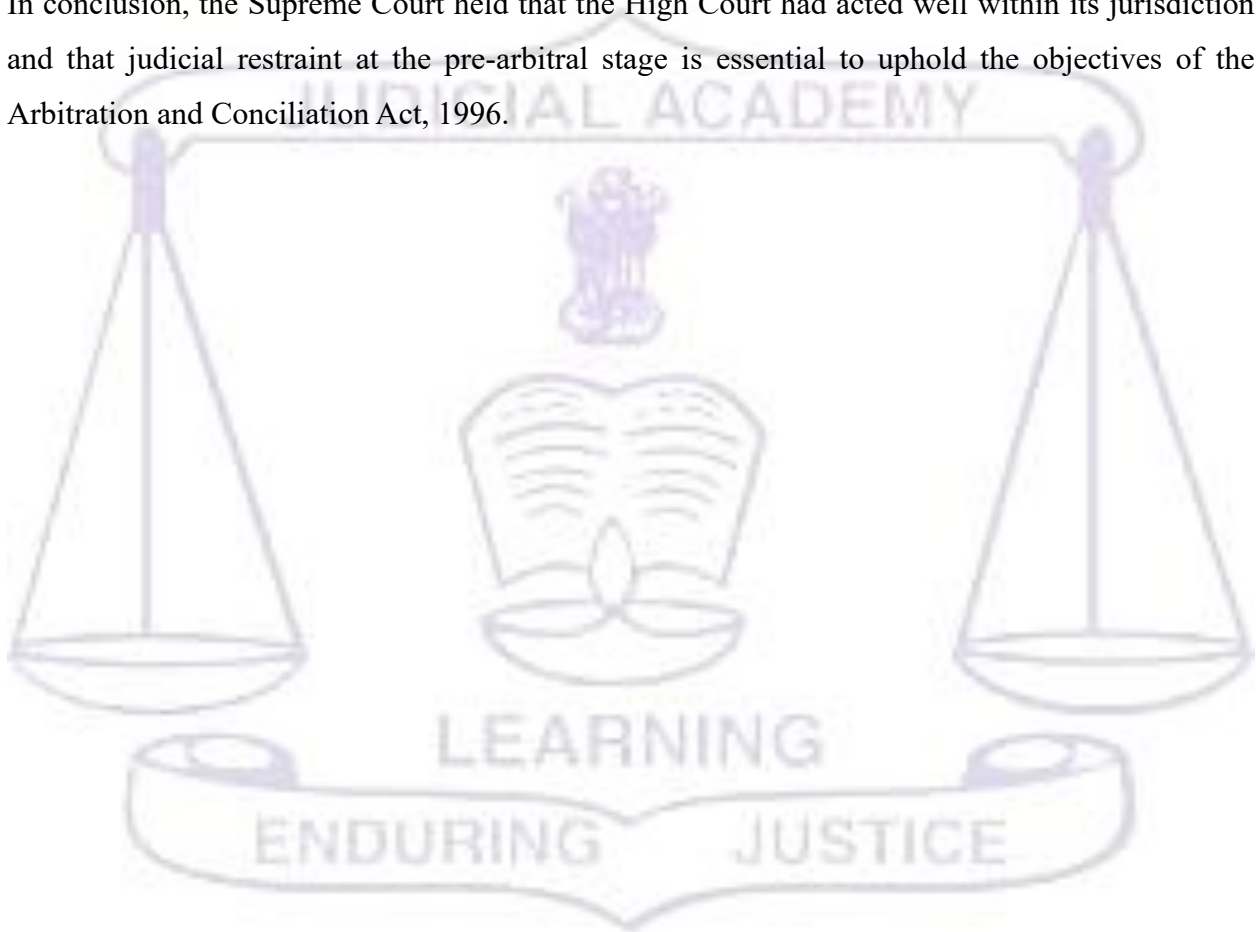 In conclusion, the Supreme Court held that the High Court had acted well within its jurisdiction
and that judicial restraint at the pre-arbitral stage is essential to uphold the objectives of the
Arbitration and Conciliation Act, 1996.
JUDICIAL ACADEMY
LEARNING
ENDURING JUSTICE